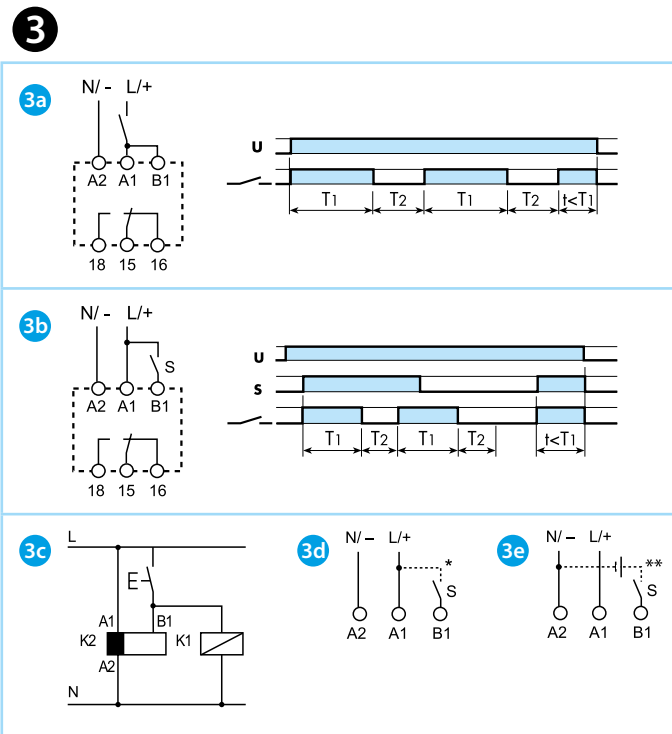 3
3a
N/ - L/+
A2 A1 B1
18 15 16
U
T1 T2 T1 T2 t<T1
3b
N/ - L/+
S
A2 A1 B1
18 15 16
U
S
T1 T2 T1 T2 t<T1
3c
L
A1 B1
K2 K1
A2
N
3d
N/ – L/+
*
S
A2 A1 B1
3e
N/ – L/+
**
S
A2 A1 B1